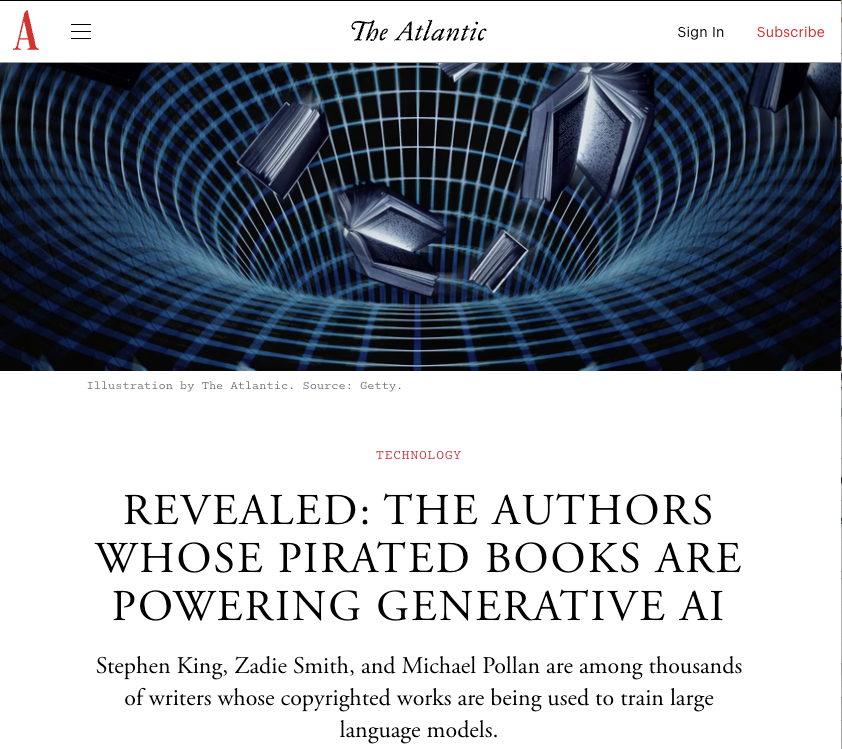 A
The Atlantic
Sign In
Subscribe
Illustration by The Atlantic. Source: Getty.
TECHNOLOGY
REVEALED: THE AUTHORS
WHOSE PIRATED BOOKS ARE
POWERING GENERATIVE AI
Stephen King, Zadie Smith, and Michael Pollan are among thousands
of writers whose copyrighted works are being used to train large
language models.